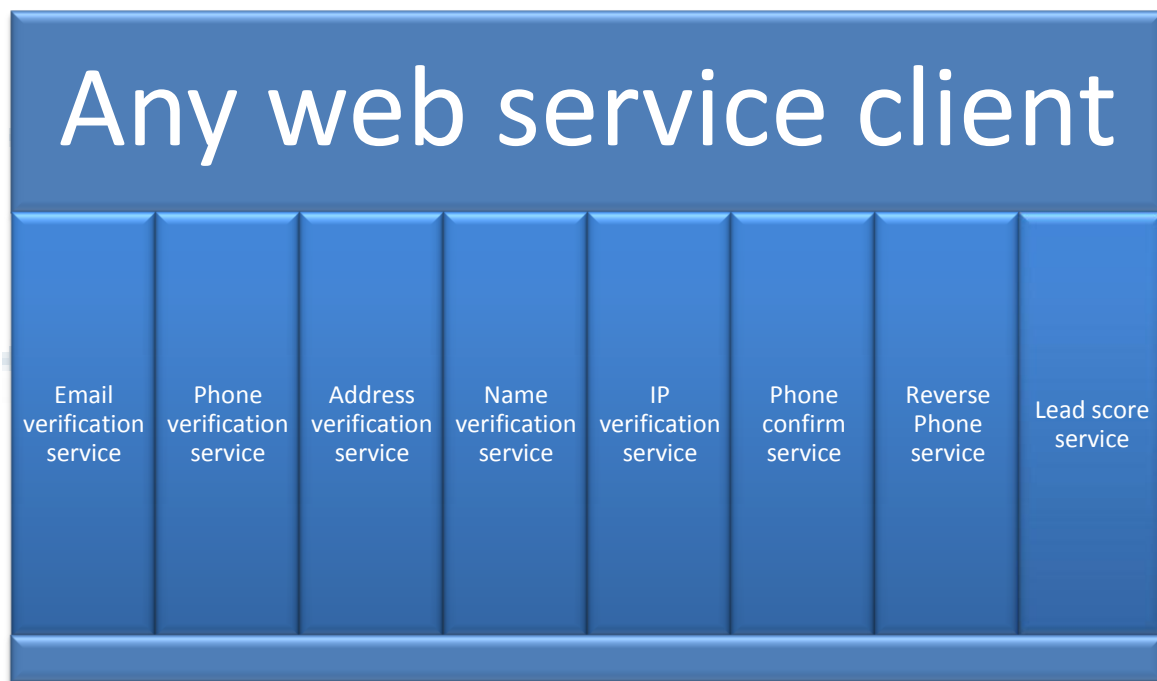 Any web service client
Email
verification
service
Phone
verification
service
Address
verification
service
Name
verification
service
IP
verification
service
Phone
confirm
service
Reverse
Phone
service
Lead score
service